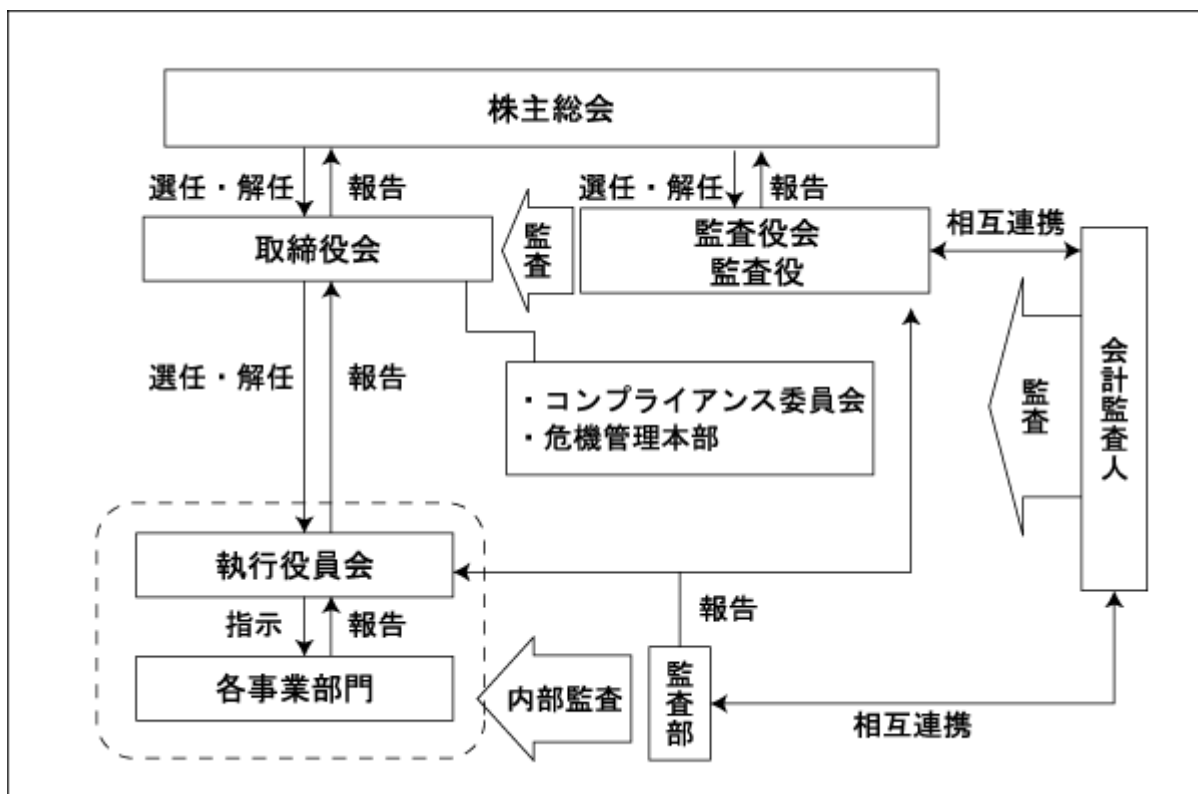 株主総会
選任・解任
報告
選任・解任
報告
取締役会
監査
監査役会
監査役
相互連携
会計監査人
監査
選任・解任
報告
・コンプライアンス委員会
・危機管理本部
執行役員会
指示
報告
各事業部門
内部監査
監査部
報告
相互連携